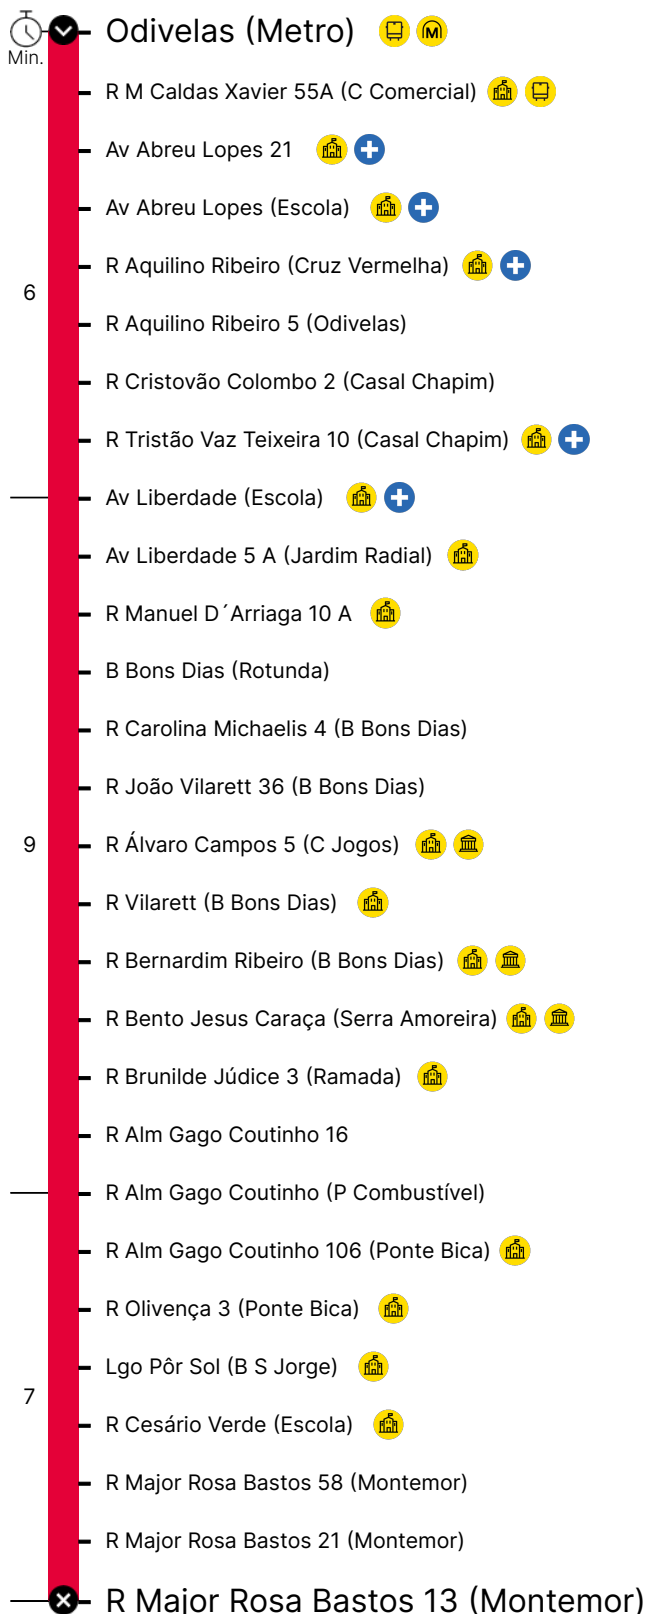 Odivelas (Metro)
Min.
R M Caldas Xavier 55A (C Comercial)
Av Abreu Lopes 21
Av Abreu Lopes (Escola)
R Aquilino Ribeiro (Cruz Vermelha)
6
R Aquilino Ribeiro 5 (Odivelas)
R Cristovão Colombo 2 (Casal Chapim)
R Tristão Vaz Teixeira 10 (Casal Chapim)
Av Liberdade (Escola)
Av Liberdade 5 A (Jardim Radial)
R Manuel D´Arriaga 10 A
B Bons Dias (Rotunda)
R Carolina Michaelis 4 (B Bons Dias)
R João Vilarett 36 (B Bons Dias)
9
R Álvaro Campos 5 (C Jogos)
R Vilarett (B Bons Dias)
R Bernardim Ribeiro (B Bons Dias)
R Bento Jesus Caraça (Serra Amoreira)
R Brunilde Júdice 3 (Ramada)
R Alm Gago Coutinho 16
R Alm Gago Coutinho (P Combustível)
R Alm Gago Coutinho 106 (Ponte Bica)
R Olivença 3 (Ponte Bica)
Lgo Pôr Sol (B S Jorge)
7
R Cesário Verde (Escola)
R Major Rosa Bastos 58 (Montemor)
R Major Rosa Bastos 21 (Montemor)
R Major Rosa Bastos 13 (Montemor)